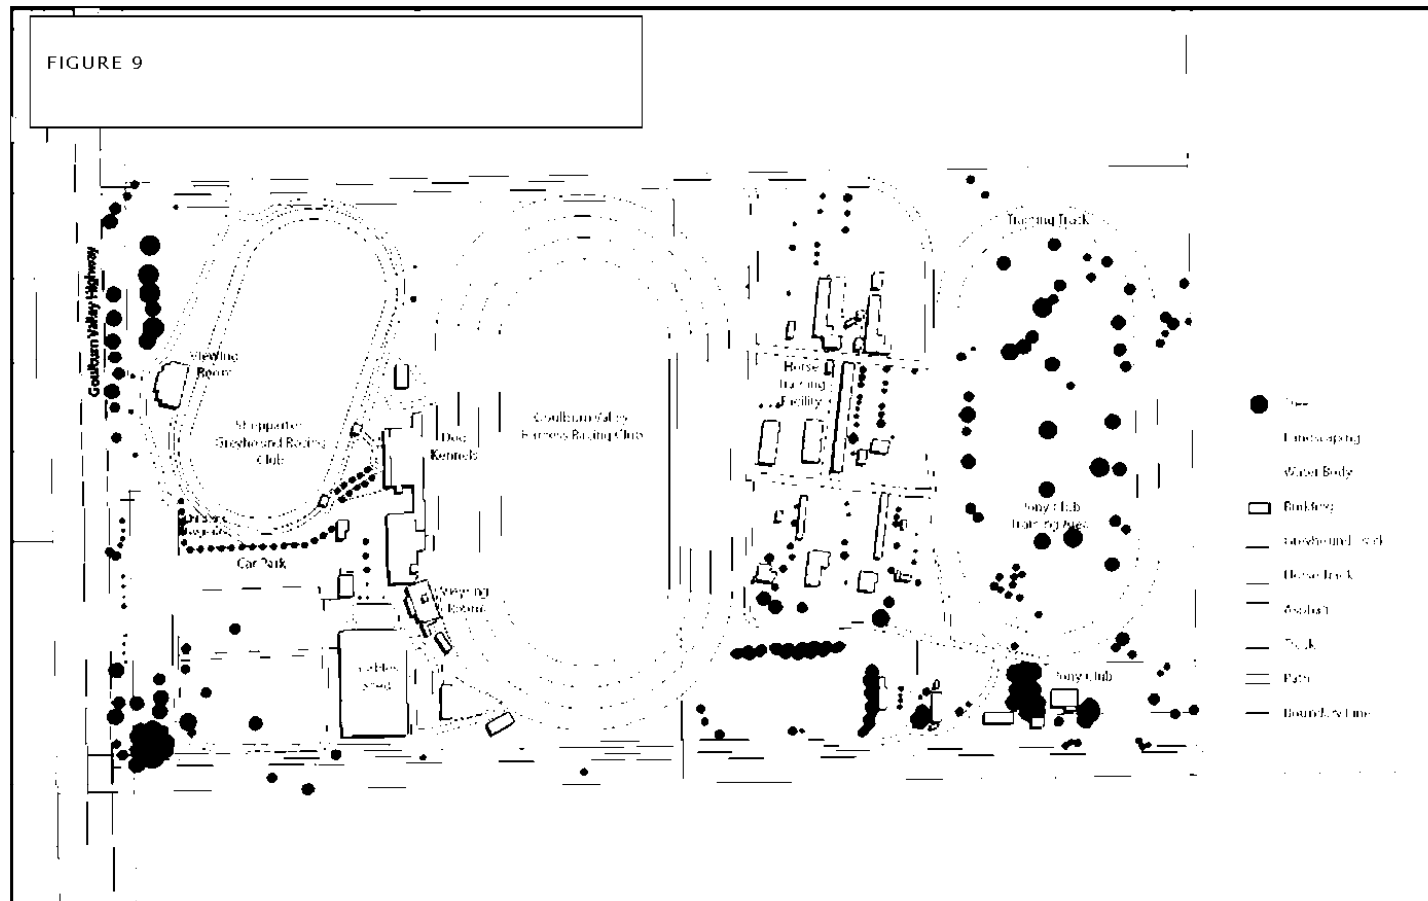 FIGURE 9
Training Track
Goulburn Valley Highway
Viewing
Room
Horse
Training
Facility
Shepparton
Greyhound Racing
Club
Goulburn Valley
Harness Racing Club
Dog
Kennels
Tree
Landscaping
Water Body
Building
Greyhound Track
Horse Track
Asphalt
Track
Path
Boundary Line
Pony Club
Training Area
Car Park
Viewing
Room
Shed
Pony Club